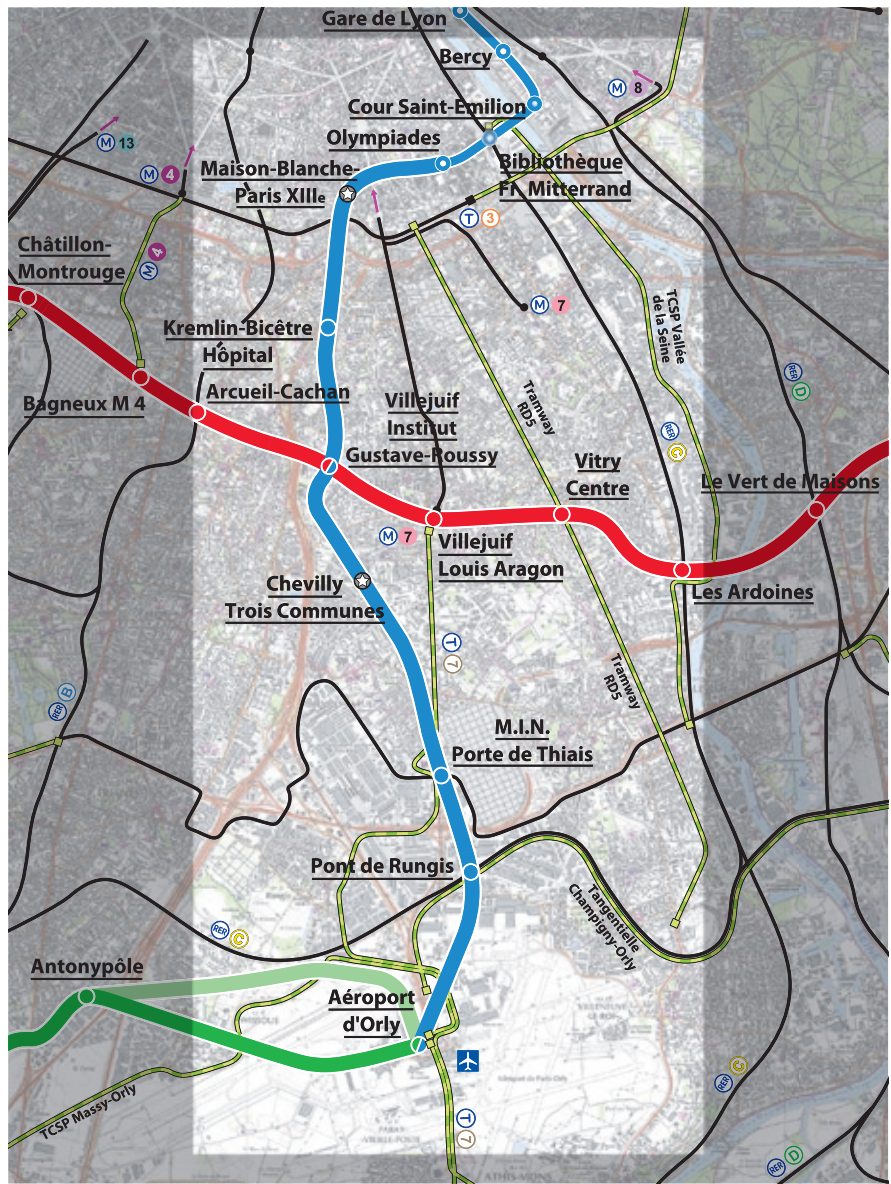 Gare de Lyon
Bercy
M 8
Cour Saint-Emilion
Olympiades
M 13
Maison-Blanche-
Paris XIIIe
M 4
Bibliothèque
Fr. Mitterrand
T 3
Châtillon-
Montrouge
M 4
M 7
Kremlin-Bicêtre
Hôpital
TCSP Vallée
de la Seine
RER D
Bagneux M 4
Arcueil-Cachan
Villejuif
Institut
Gustave-Roussy
Tramway
RD5
RER C
Vitry
Centre
Le Vert de Maisons
M 7
Villejuif
Louis Aragon
Chevilly
Trois Communes
Les Ardoines
T 7
RER B
Tramway
RD5
M.I.N.
Porte de Thiais
Pont de Rungis
Tangentielle
Champigny-Orly
RER C
Antonypôle
Aéroport
d'Orly
RER C
TCSP Massy-Orly
T 7
RER D